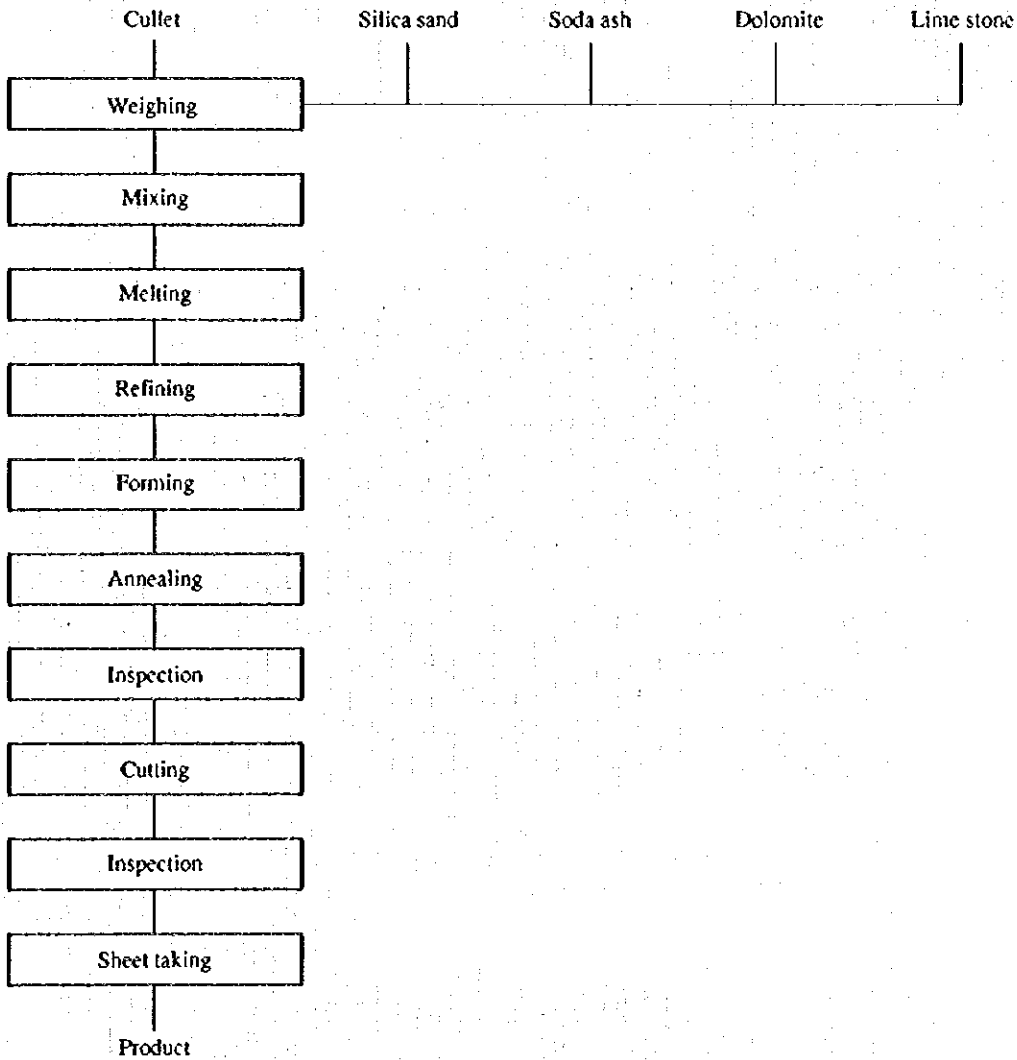 Cullet Silica sand Soda ash Dolomite Lime stone
Weighing
Mixing
Melting
Refining
Forming
Annealing
Inspection
Cutting
Inspection
Sheet taking
Product